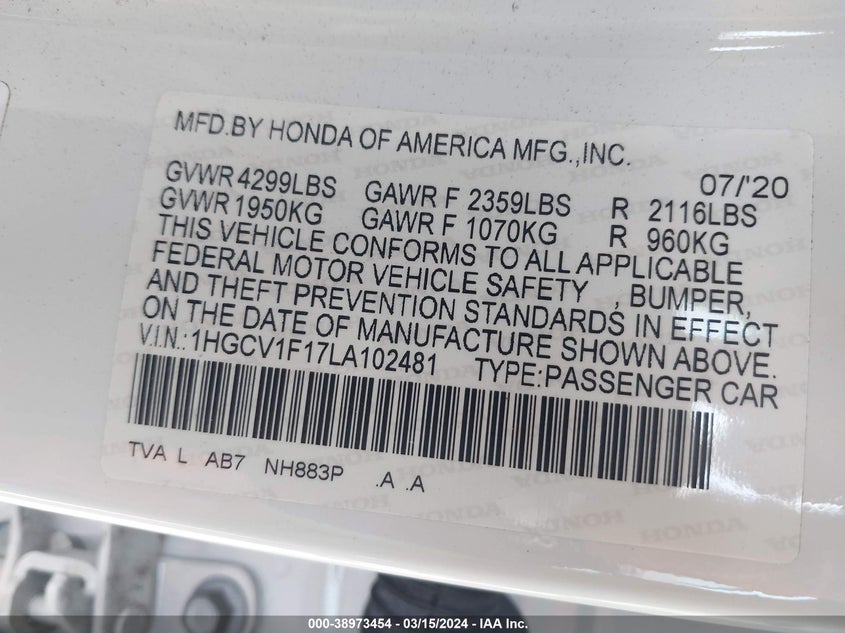 MFD.BY HONDA OF AMERICA MFG.,INC.
07/'20
GVWR 4299LBS GAWR F 2359LBS R 2116LBS
GVWR 1950KG GAWR F 1070KG R 960KG
THIS VEHICLE CONFORMS TO ALL APPLICABLE
FEDERAL MOTOR VEHICLE SAFETY , BUMPER,
AND THEFT PREVENTION STANDARDS IN EFFECT
ON THE DATE OF MANUFACTURE SHOWN ABOVE.
V.I.N.:1HGCV1F17LA102481 TYPE:PASSENGER CAR
TVA L AB7 NH883P .A .A
000-38973454 - 03/15/2024 - IAA Inc.